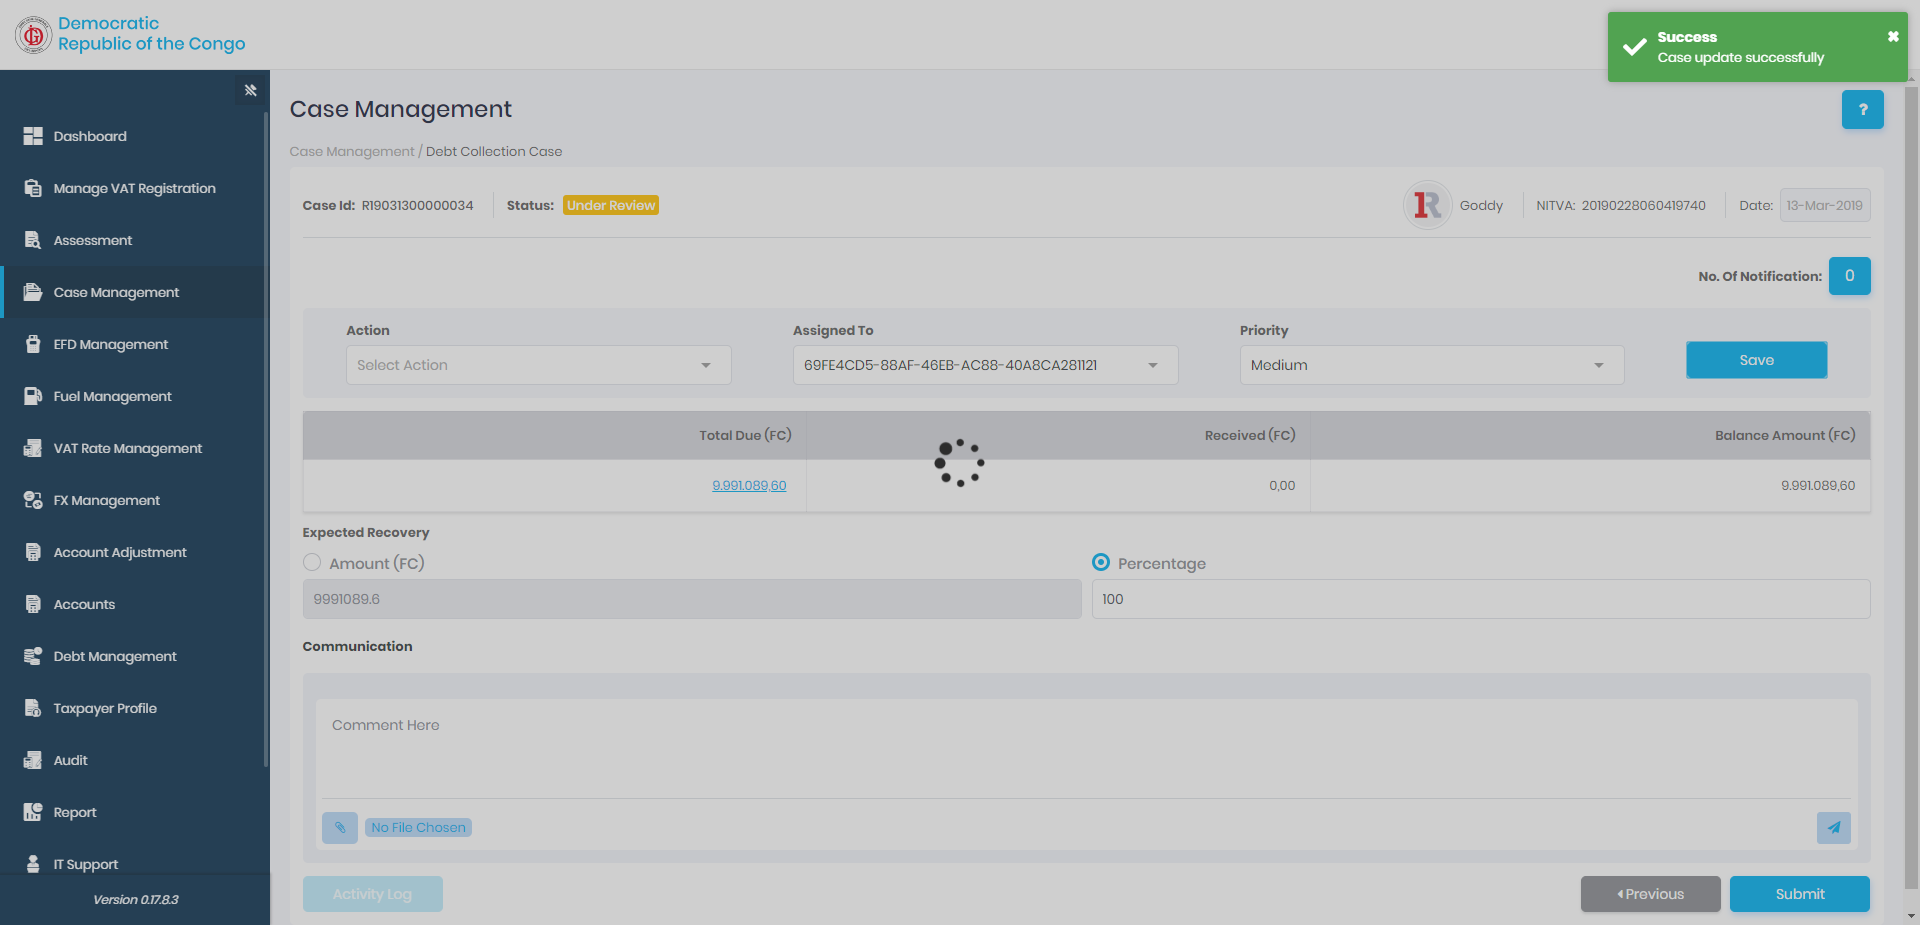 Democratic
Republic of the Congo
Success
Case update successfully
Dashboard
Manage VAT Registration
Assessment
Case Management
EFD Management
Fuel Management
VAT Rate Management
FX Management
Account Adjustment
Accounts
Debt Management
Taxpayer Profile
Audit
Report
IT Support
Version 0.17.8.3
Case Management
?
Case Management / Debt Collection Case
Case Id: R19031300000034 Status: Under Review
Goddy NITVA: 20190228060419740 Date: 13-Mar-2019
No. Of Notification: 0
Action Assigned To Priority
Select Action 69FE4CD5-88AF-46EB-AC88-40A8CA281121 Medium Save
Total Due (FC) Received (FC) Balance Amount (FC)
9.991.089,60 0,00 9.991.089,60
Expected Recovery
Amount (FC) Percentage
9991089.6 100
Communication
Comment Here
No File Chosen
Activity Log Previous Submit